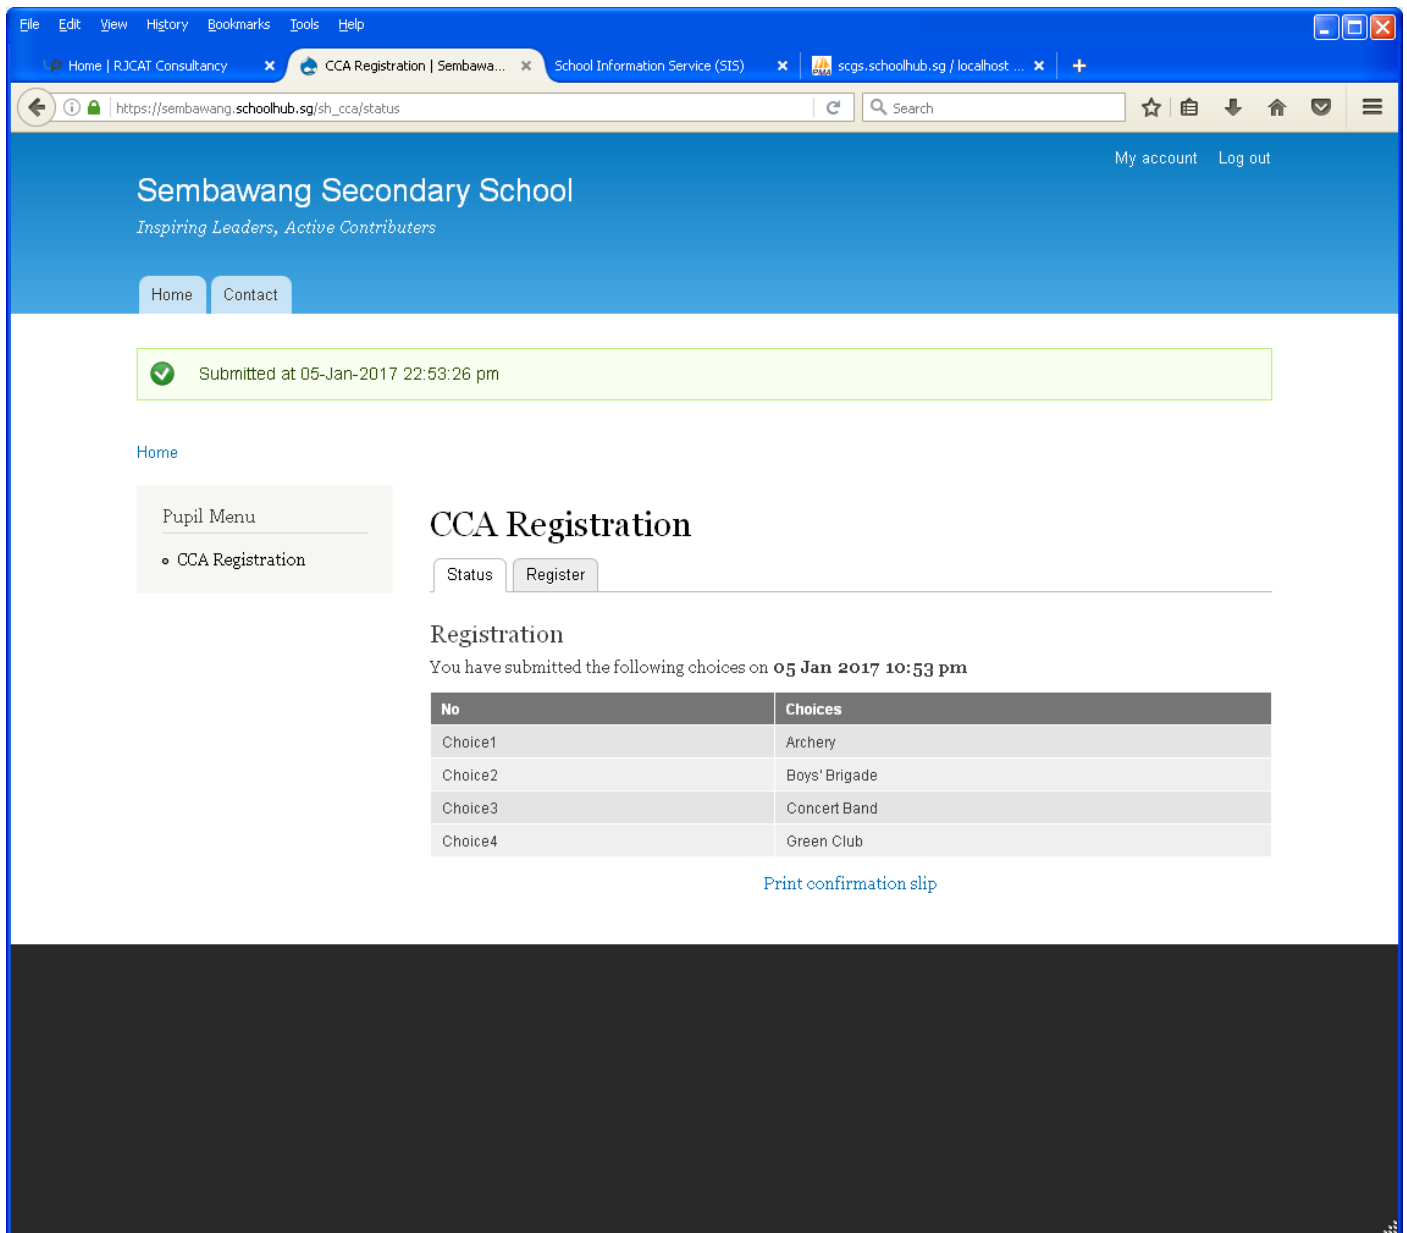 File Edit View History Bookmarks Tools Help
Home | RJCAT Consultancy CCA Registration | Sembawa... School Information Service (SIS) scgs.schoolhub.sg / localhost ...
https://sembawang.schoolhub.sg/sh_cca/status Search
My account Log out
Sembawang Secondary School
Inspiring Leaders, Active Contributers
Home Contact
Submitted at 05-Jan-2017 22:53:26 pm
Home
Pupil Menu
CCA Registration
CCA Registration
Status Register
Registration
You have submitted the following choices on 05 Jan 2017 10:53 pm
No Choices
Choice1 Archery
Choice2 Boys' Brigade
Choice3 Concert Band
Choice4 Green Club
Print confirmation slip